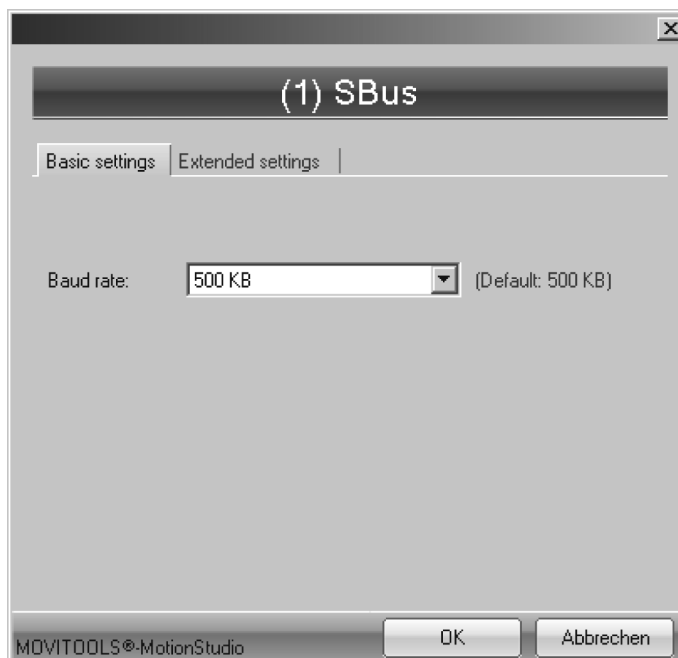 (1) SBus
Basic settings Extended settings
Baud rate: 500 KB (Default: 500 KB)
MOVITOOLS®-MotionStudio OK Abbrechen